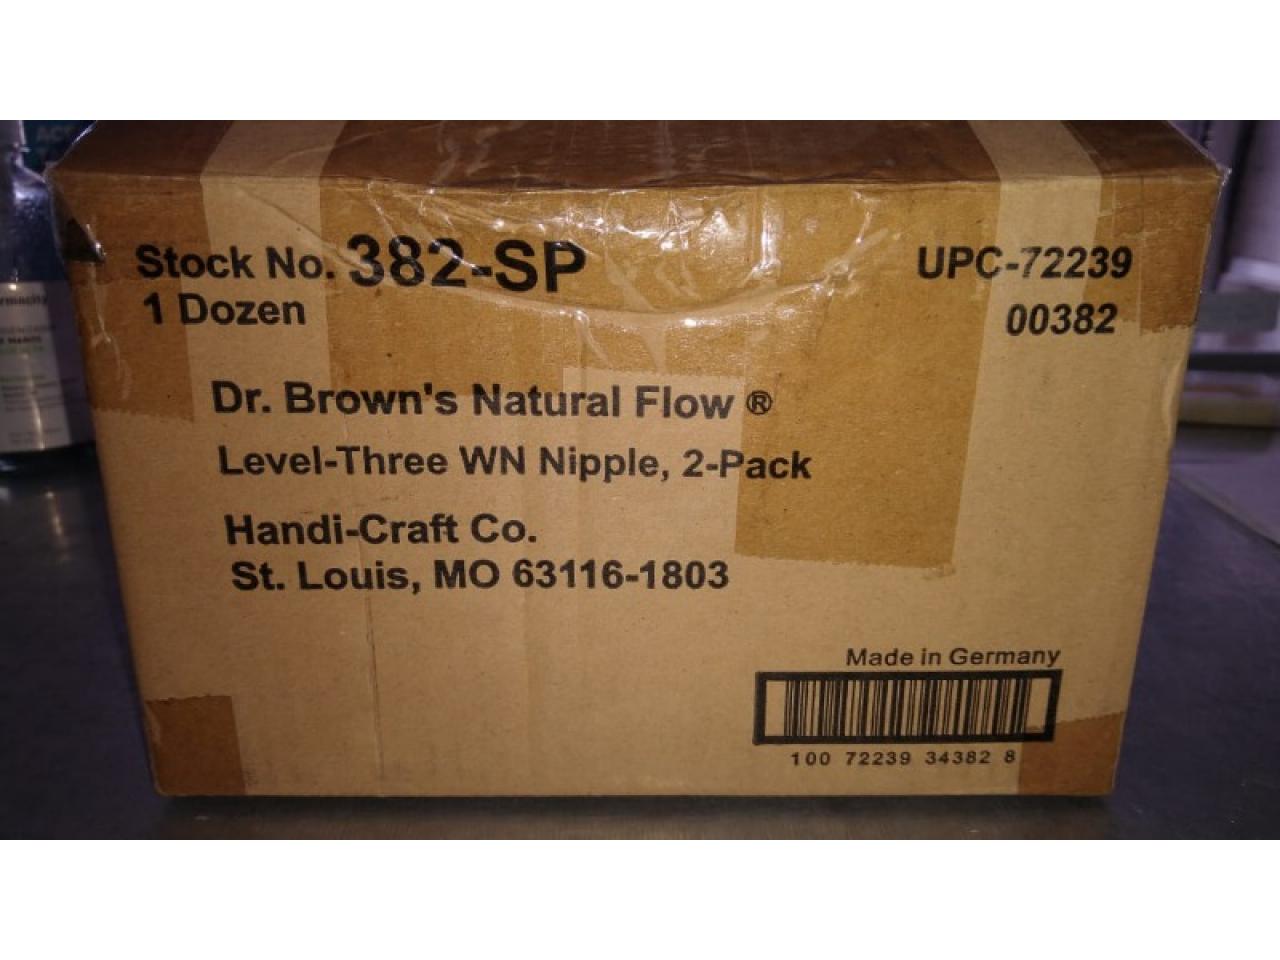 Stock No. 382-SP
1 Dozen
UPC-72239
00382
Dr. Brown's Natural Flow ®
Level-Three WN Nipple, 2-Pack
Handi-Craft Co.
St. Louis, MO 63116-1803
Made in Germany
100 72239 34382 8